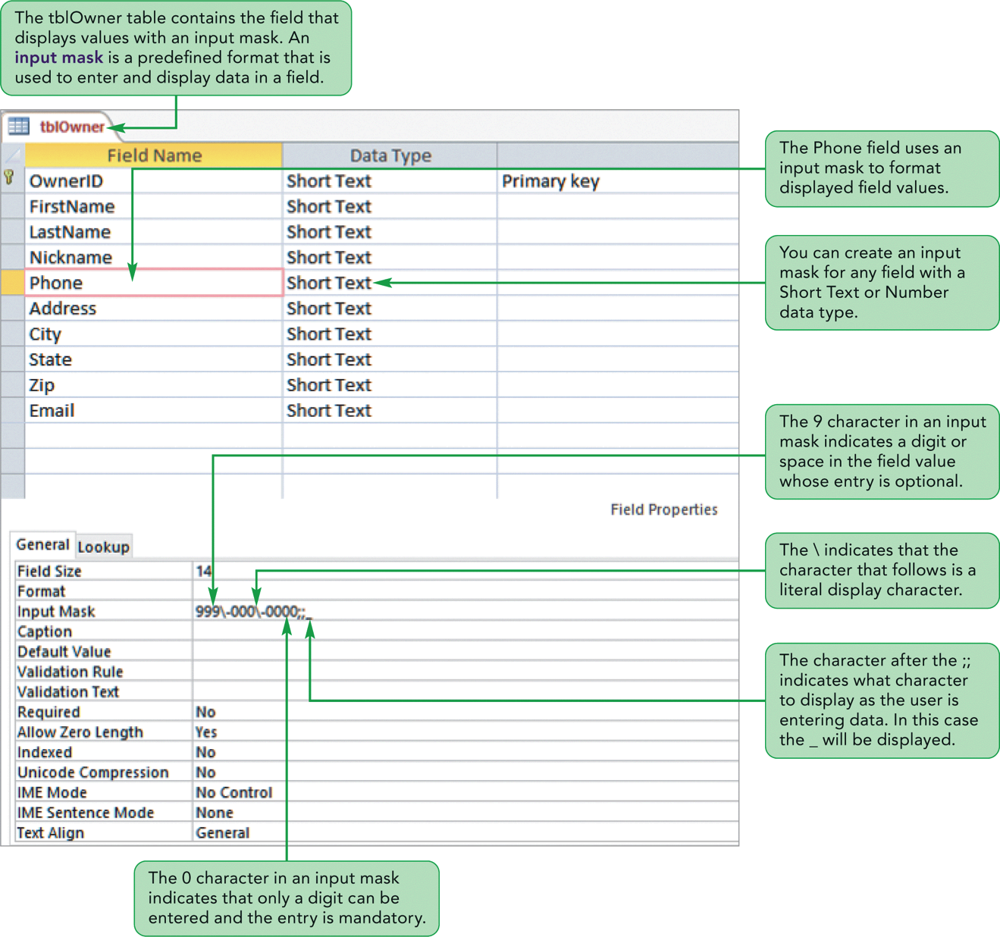 The tblOwner table contains the field that
displays values with an input mask. An
input mask is a predefined format that is
used to enter and display data in a field.
tblOwner
Field Name Data Type
OwnerID Short Text Primary key
FirstName Short Text
LastName Short Text
Nickname Short Text
Phone Short Text
Address Short Text
City Short Text
State Short Text
Zip Short Text
Email Short Text
The Phone field uses an
input mask to format
displayed field values.
You can create an input
mask for any field with a
Short Text or Number
data type.
The 9 character in an input
mask indicates a digit or
space in the field value
whose entry is optional.
Field Properties
General Lookup
Field Size 14
Format
Input Mask 999\-000\-0000;;_
Caption
Default Value
Validation Rule
Validation Text
Required No
Allow Zero Length Yes
Indexed No
Unicode Compression No
IME Mode No Control
IME Sentence Mode None
Text Align General
The \ indicates that the
character that follows is a
literal display character.
The character after the ;;
indicates what character
to display as the user is
entering data. In this case
the _ will be displayed.
The 0 character in an input mask
indicates that only a digit can be
entered and the entry is mandatory.